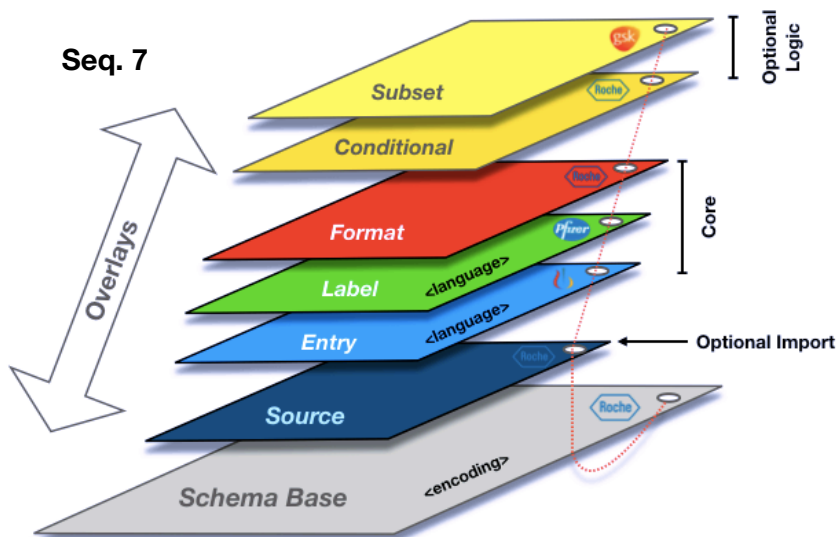 Seq. 7
gsk
Optional
Logic
Subset
Roche
Conditional
Roche
Format
Core
Pfizer
Label
<language>
Overlays
Entry
<language>
Roche
Optional Import
Source
Roche
<encoding>
Schema Base